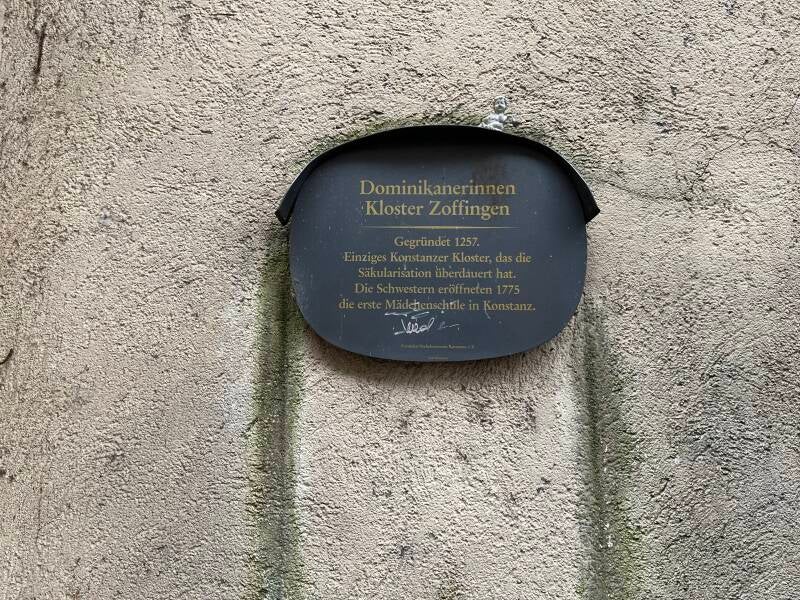 Dominikanerinnen
Kloster Zoffingen
Gegründet 1257.
Einziges Konstanzer Kloster, das die
Säkularisation überdauert hat.
Die Schwestern eröffneten 1775
die erste Mädchenschule in Konstanz.